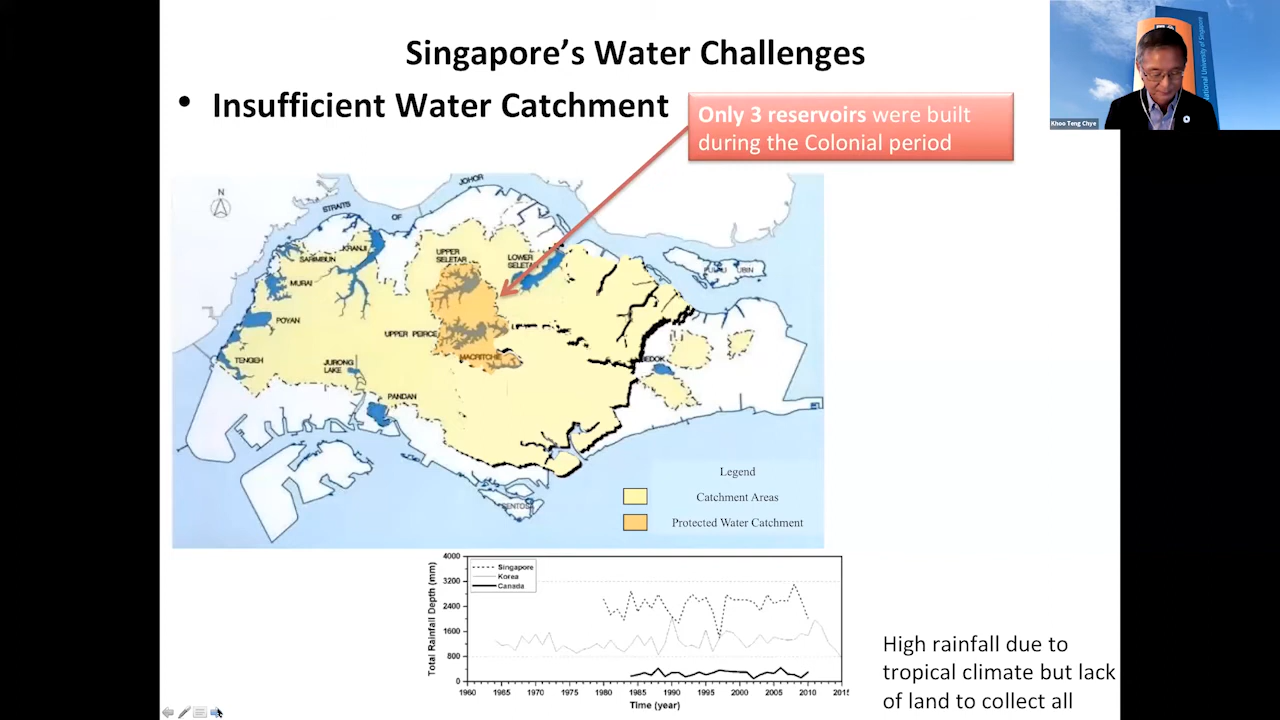 Singapore's Water Challenges
• Insufficient Water Catchment
Only 3 reservoirs were built
during the Colonial period
National University of Singapore
Khoo Teng Chye
N
STRAITS OF JOHOR
KRANJI
SARIMBUN
MURAI
POYAN
TENGEH
JURONG
LAKE
PANDAN
UPPER
SELETAR
LOWER
SELETAR
UPPER PEIRCE
MACRITCHIE
PULAU UBIN
BEDOK
SENTOSA
Legend
Catchment Areas
Protected Water Catchment
Total Rainfall Depth (mm)
4000
3200
2400
1600
800
0
Singapore
Korea
Canada
1960 1965 1970 1975 1980 1985 1990 1995 2000 2005 2010 2015
Time (year)
High rainfall due to
tropical climate but lack
of land to collect all